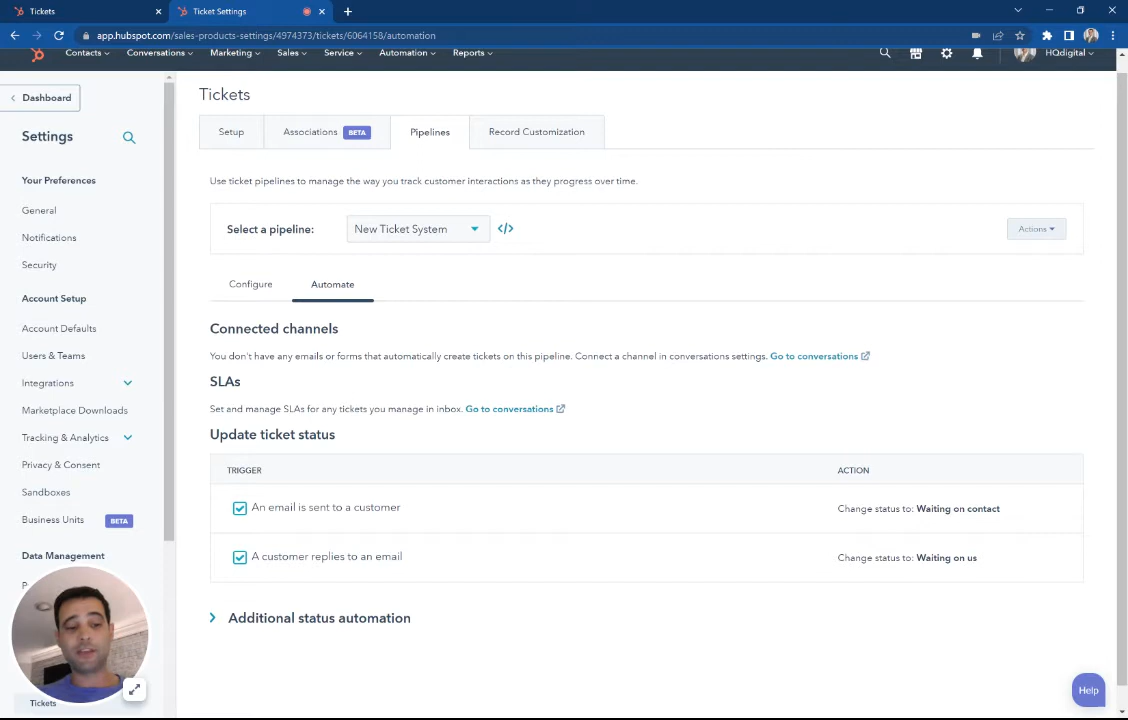 Tickets
Ticket Settings
app.hubspot.com/sales-products-settings/4974373/tickets/6064158/automation
Contacts
Conversations
Marketing
Sales
Service
Automation
Reports
HQdigital
Dashboard
Settings
Your Preferences
General
Notifications
Security
Account Setup
Account Defaults
Users & Teams
Integrations
Marketplace Downloads
Tracking & Analytics
Privacy & Consent
Sandboxes
Business Units BETA
Data Management
Tickets
Tickets
Setup
Associations BETA
Pipelines
Record Customization
Use ticket pipelines to manage the way you track customer interactions as they progress over time.
Select a pipeline: New Ticket System </>
Actions
Configure
Automate
Connected channels
You don't have any emails or forms that automatically create tickets on this pipeline. Connect a channel in conversations settings. Go to conversations
SLAs
Set and manage SLAs for any tickets you manage in inbox. Go to conversations
Update ticket status
TRIGGER ACTION
An email is sent to a customer Change status to: Waiting on contact
A customer replies to an email Change status to: Waiting on us
Additional status automation
Help